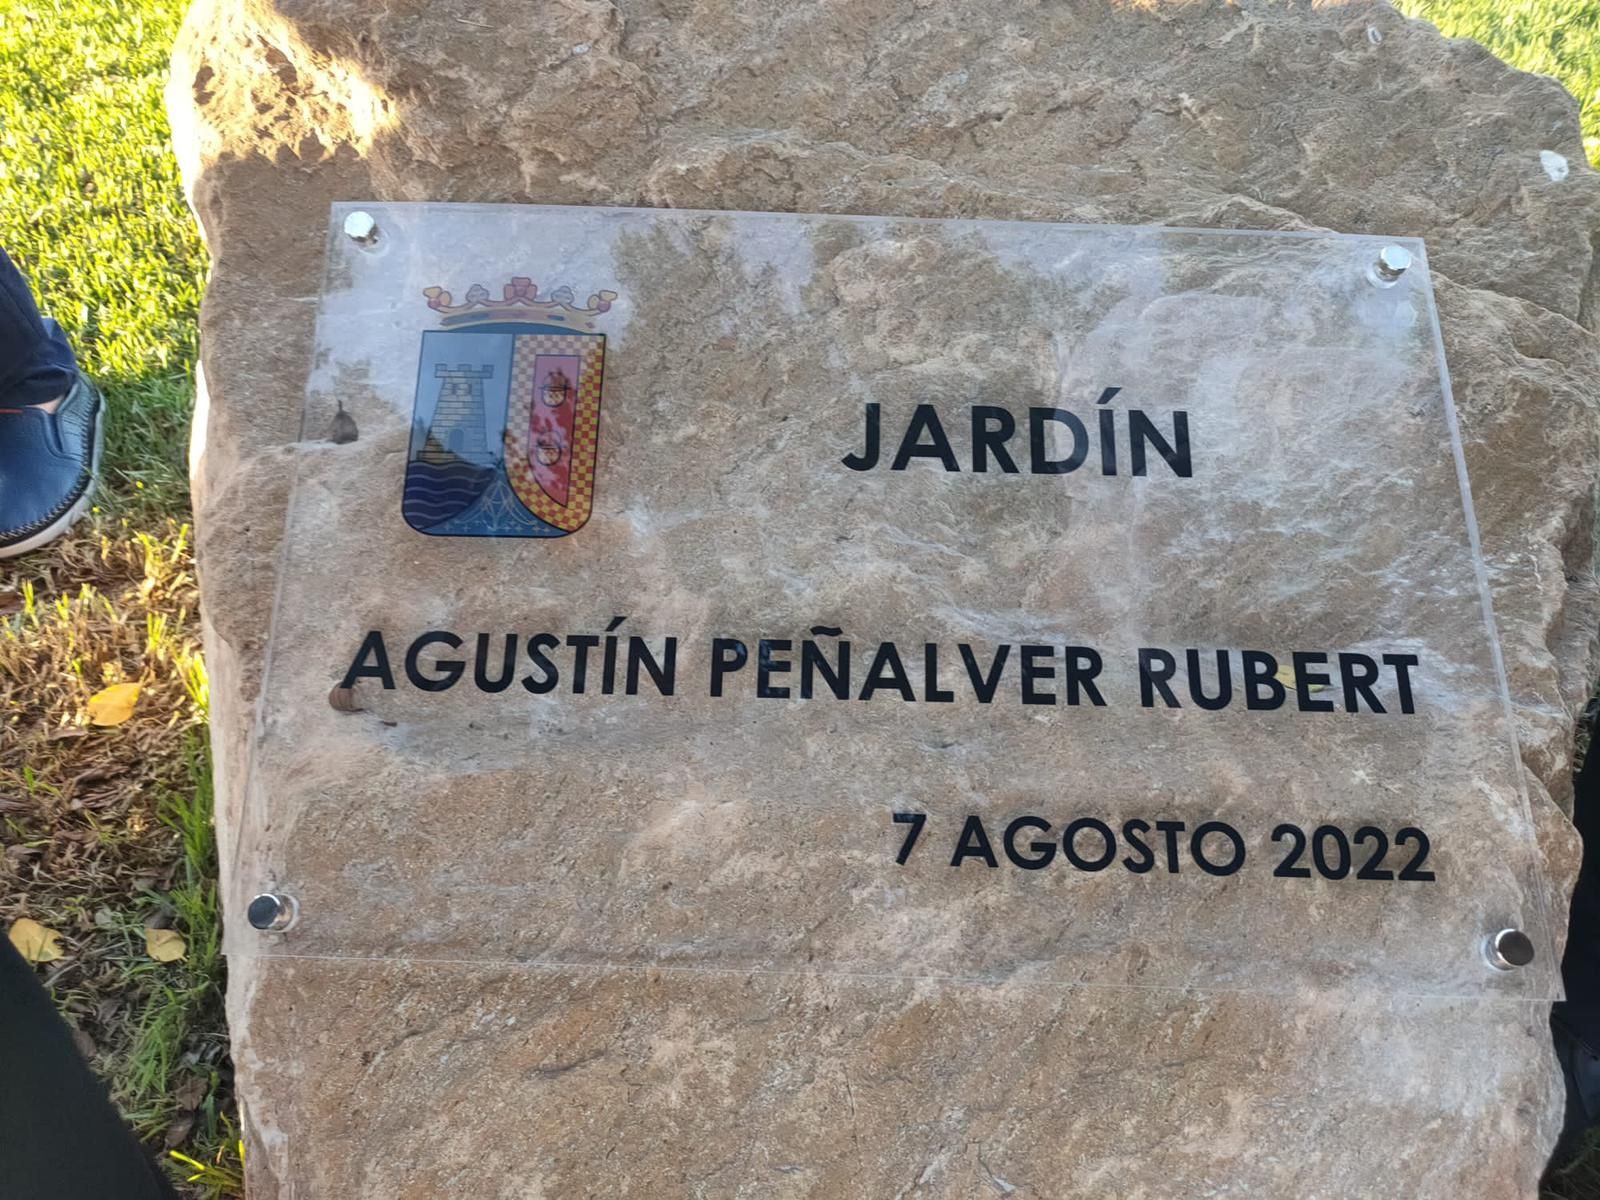 JARDÍN
AGUSTÍN PEÑALVER RUBERT
7 AGOSTO 2022